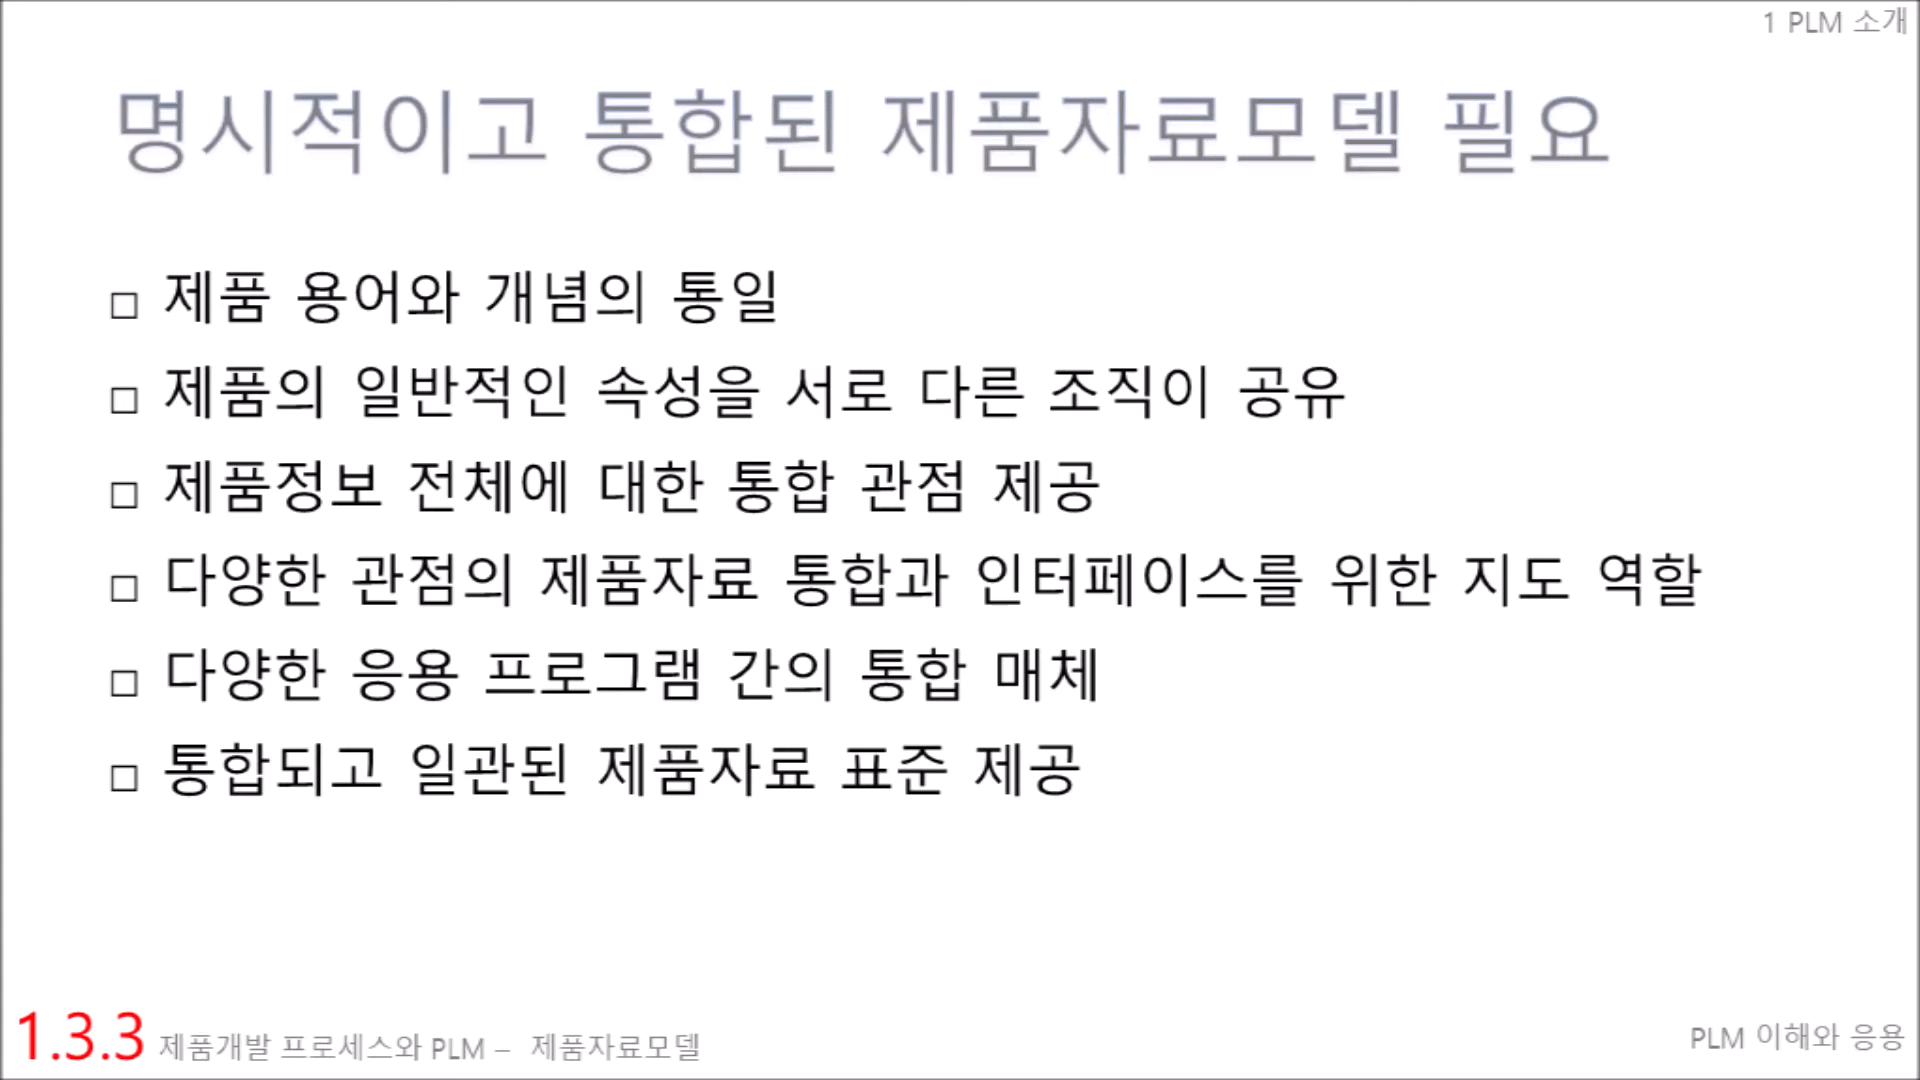 1 PLM 소개
명시적이고 통합된 제품자료모델 필요
□ 제품 용어와 개념의 통일
□ 제품의 일반적인 속성을 서로 다른 조직이 공유
□ 제품정보 전체에 대한 통합 관점 제공
□ 다양한 관점의 제품자료 통합과 인터페이스를 위한 지도 역할
□ 다양한 응용 프로그램 간의 통합 매체
□ 통합되고 일관된 제품자료 표준 제공
1.3.3 제품개발 프로세스와 PLM – 제품자료모델
PLM 이해와 응용